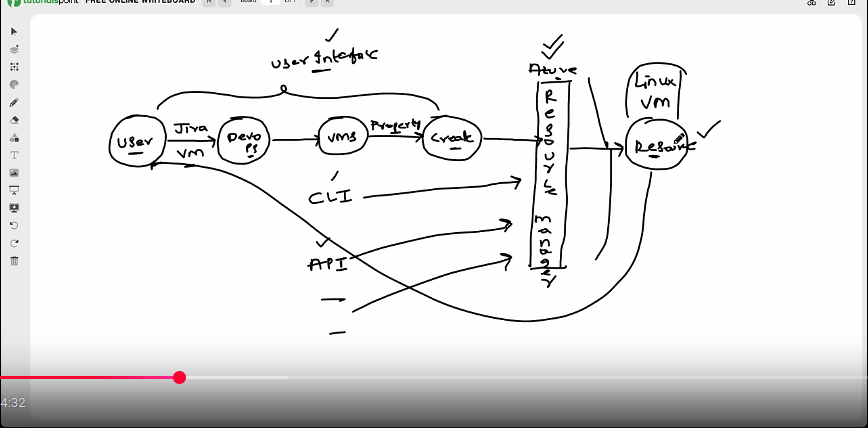 tutorialspoint FREE ONLINE WHITEBOARD
User Interface
Azure
Resource Manager
Linux
VM
User
Jira
VM
Devo
ps
VMs
Property
Create
Resource
CLI
API
4:32